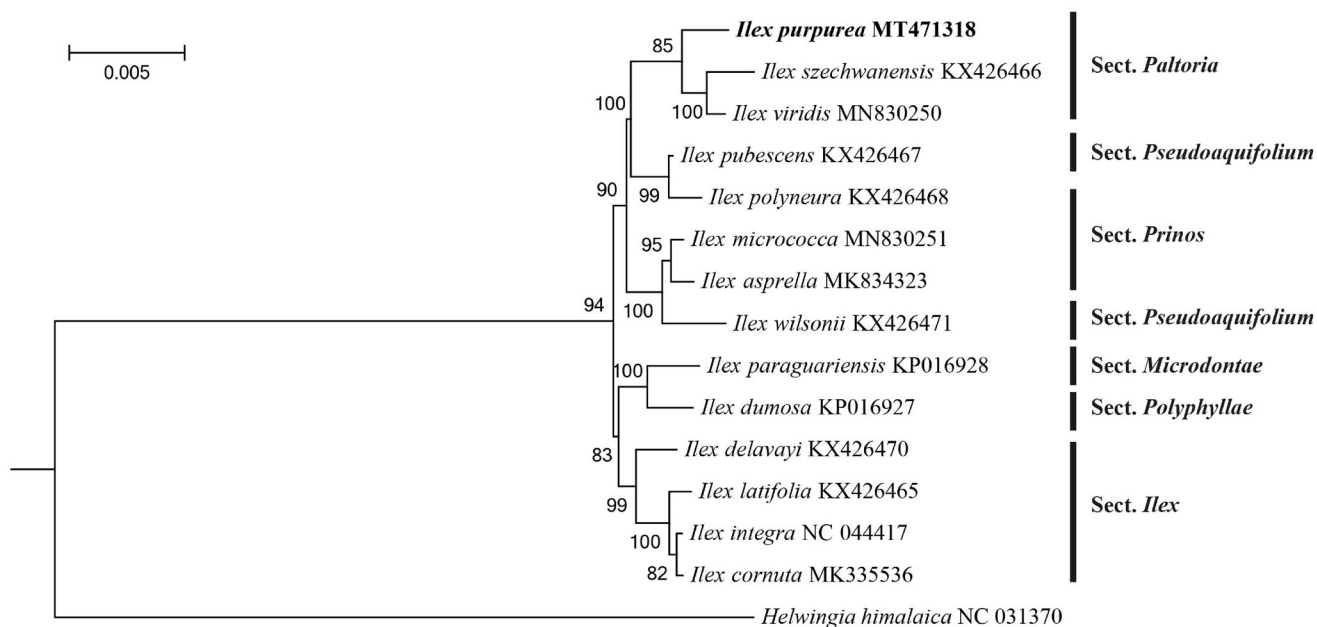 Ilex purpurea MT471318
85
Sect. Paltoria
0.005
Ilex szechwanensis KX426466
100
100
Ilex viridis MN830250
Ilex pubescens KX426467
Sect. Pseudoaquifolium
90
99
Ilex polyneura KX426468
Sect. Prinos
95
Ilex micrococca MN830251
Ilex asprella MK834323
94
100
Ilex wilsonii KX426471
Sect. Pseudoaquifolium
100
Ilex paraguariensis KP016928
Sect. Microdontae
Ilex dumosa KP016927
Sect. Polyphyllae
83
Ilex delavayi KX426470
99
Ilex latifolia KX426465
Sect. Ilex
100
Ilex integra NC 044417
82
Ilex cornuta MK335536
Helwingia himalaica NC 031370